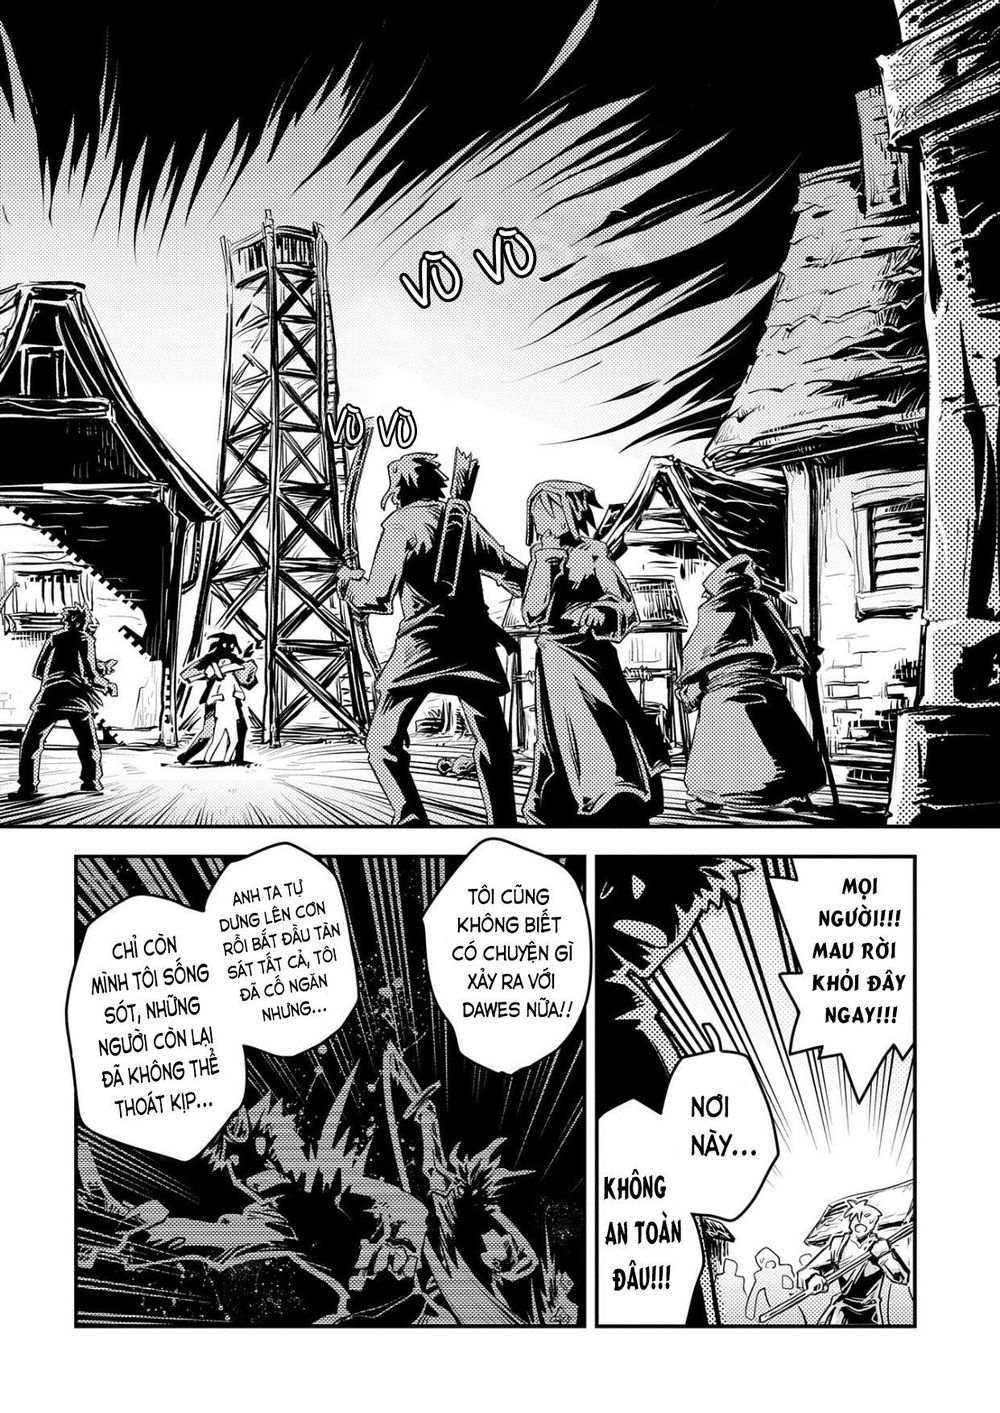 VÙ VÙ
VÙ VÙ
MỌI
NGƯỜI!!!
MAU RỜI
KHỎI ĐÂY
NGAY!!!
NƠI
NÀY...
KHÔNG
AN TOÀN
ĐÂU!!!
TÔI CŨNG
KHÔNG BIẾT
CÓ CHUYỆN GÌ
XẢY RA VỚI
DAWES NỮA!!
ANH TA TỰ
DƯNG LÊN CƠN
RỒI BẮT ĐẦU TÀN
SÁT TẤT CẢ, TÔI
ĐÃ CỐ NGĂN
NHƯNG...
CHỈ CÒN
MÌNH TÔI SỐNG
SÓT, NHỮNG
NGƯỜI CÒN LẠI
ĐÃ KHÔNG THỂ
THOÁT KỊP...